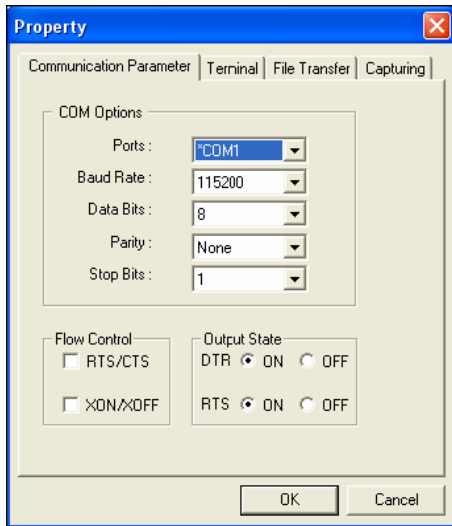 Property
Communication Parameter Terminal File Transfer Capturing
COM Options
Ports : *COM1
Baud Rate : 115200
Data Bits : 8
Parity : None
Stop Bits : 1
Flow Control Output State
RTS/CTS DTR ON OFF
XON/XOFF RTS ON OFF
OK Cancel